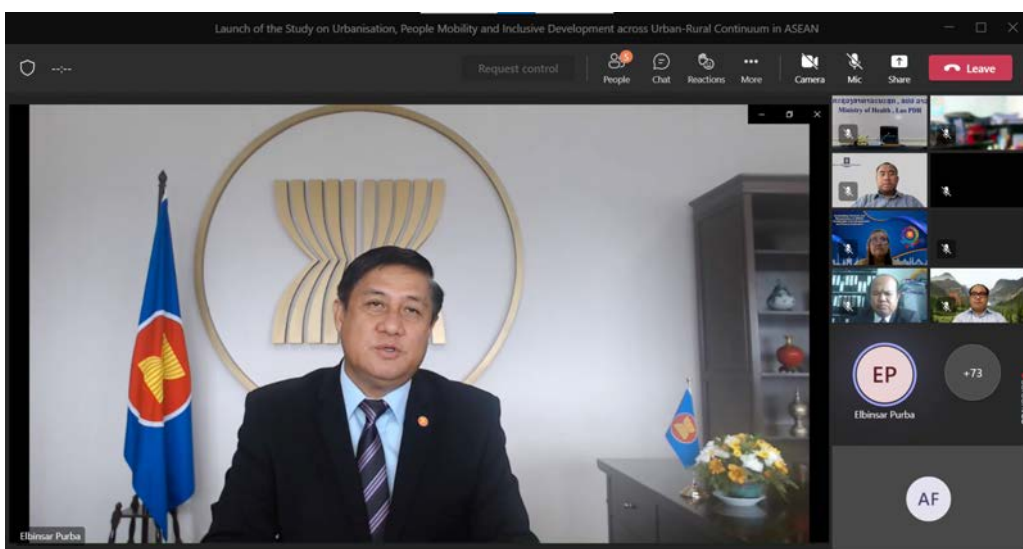 Launch of the Study on Urbanisation, People Mobility and Inclusive Development across Urban-Rural Continuum in ASEAN
--:--
Request control
5
People
Chat
Reactions
More
Camera
Mic
Share
Leave
Ministry of Health, Lao PDR
EP
Elbinsar Purba
+73
AF
Elbinsar Purba